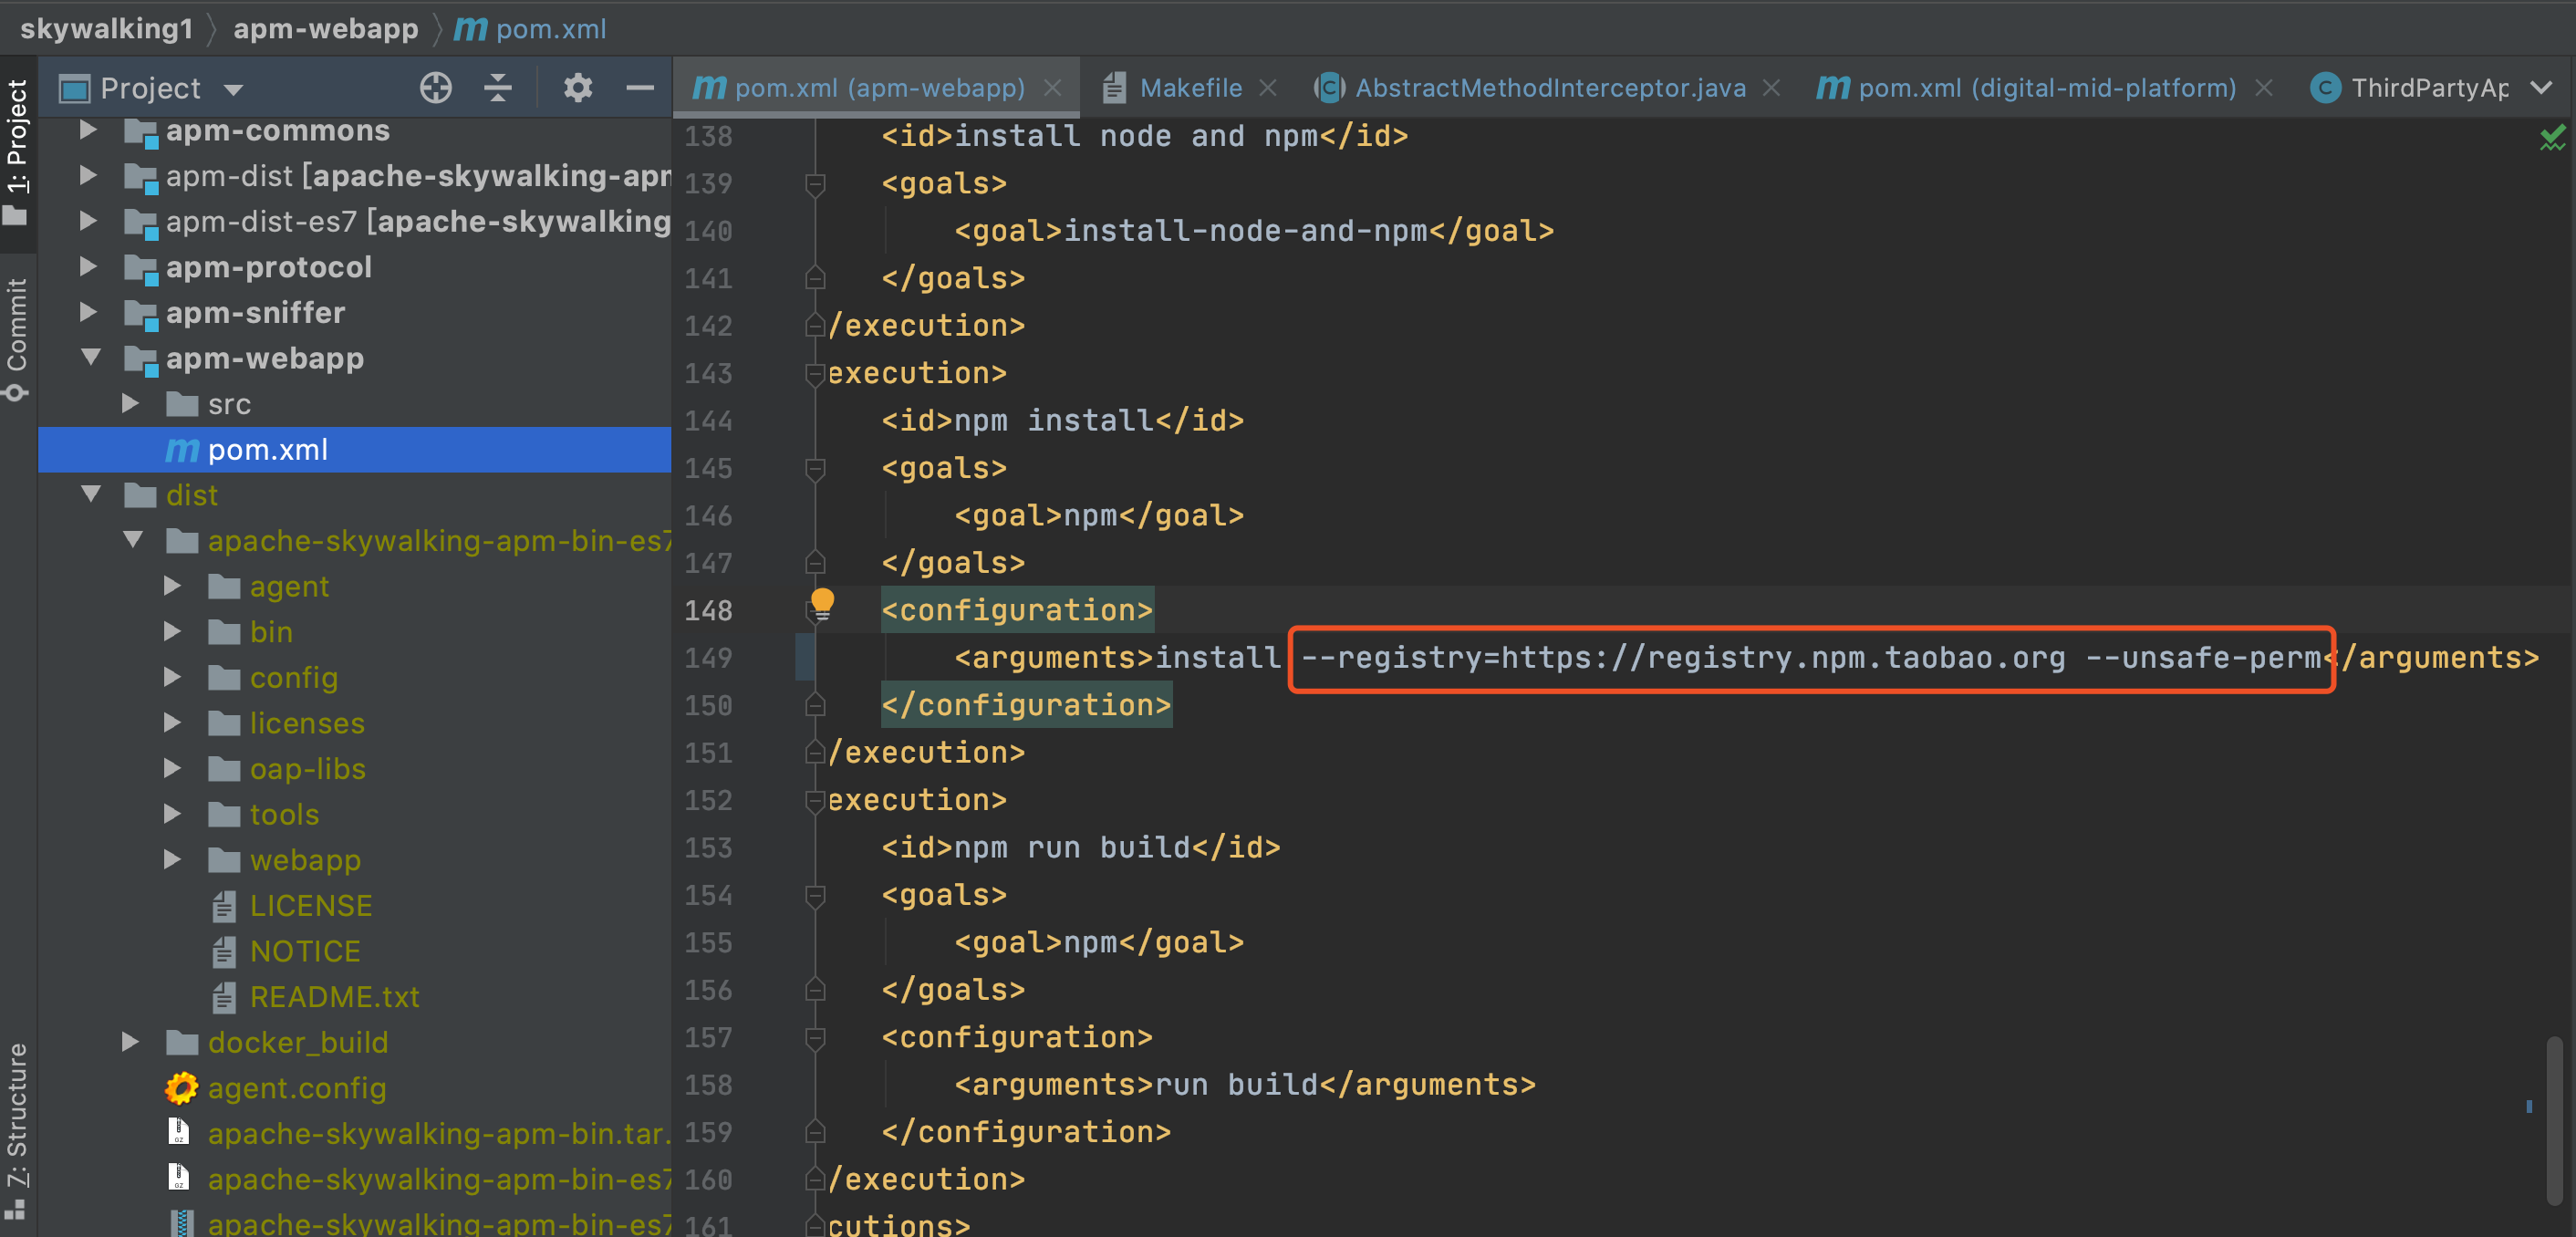 skywalking1 apm-webapp pom.xml
Project
pom.xml (apm-webapp) Makefile AbstractMethodInterceptor.java pom.xml (digital-mid-platform) ThirdPartyAp
1: Project
Commit
7: Structure
apm-commons
apm-dist [apache-skywalking-apm
apm-dist-es7 [apache-skywalking
apm-protocol
apm-sniffer
apm-webapp
src
pom.xml
dist
apache-skywalking-apm-bin-es7
agent
bin
config
licenses
oap-libs
tools
webapp
LICENSE
NOTICE
README.txt
docker_build
agent.config
apache-skywalking-apm-bin.tar.
apache-skywalking-apm-bin-es7
apache-skywalking-apm-bin-es7
138 <id>install node and npm</id>
139 <goals>
140 <goal>install-node-and-npm</goal>
141 </goals>
142 /execution>
143 execution>
144 <id>npm install</id>
145 <goals>
146 <goal>npm</goal>
147 </goals>
148 <configuration>
149 <arguments>install --registry=https://registry.npm.taobao.org --unsafe-perm</arguments>
150 </configuration>
151 /execution>
152 execution>
153 <id>npm run build</id>
154 <goals>
155 <goal>npm</goal>
156 </goals>
157 <configuration>
158 <arguments>run build</arguments>
159 </configuration>
160 /execution>
161 cutions>